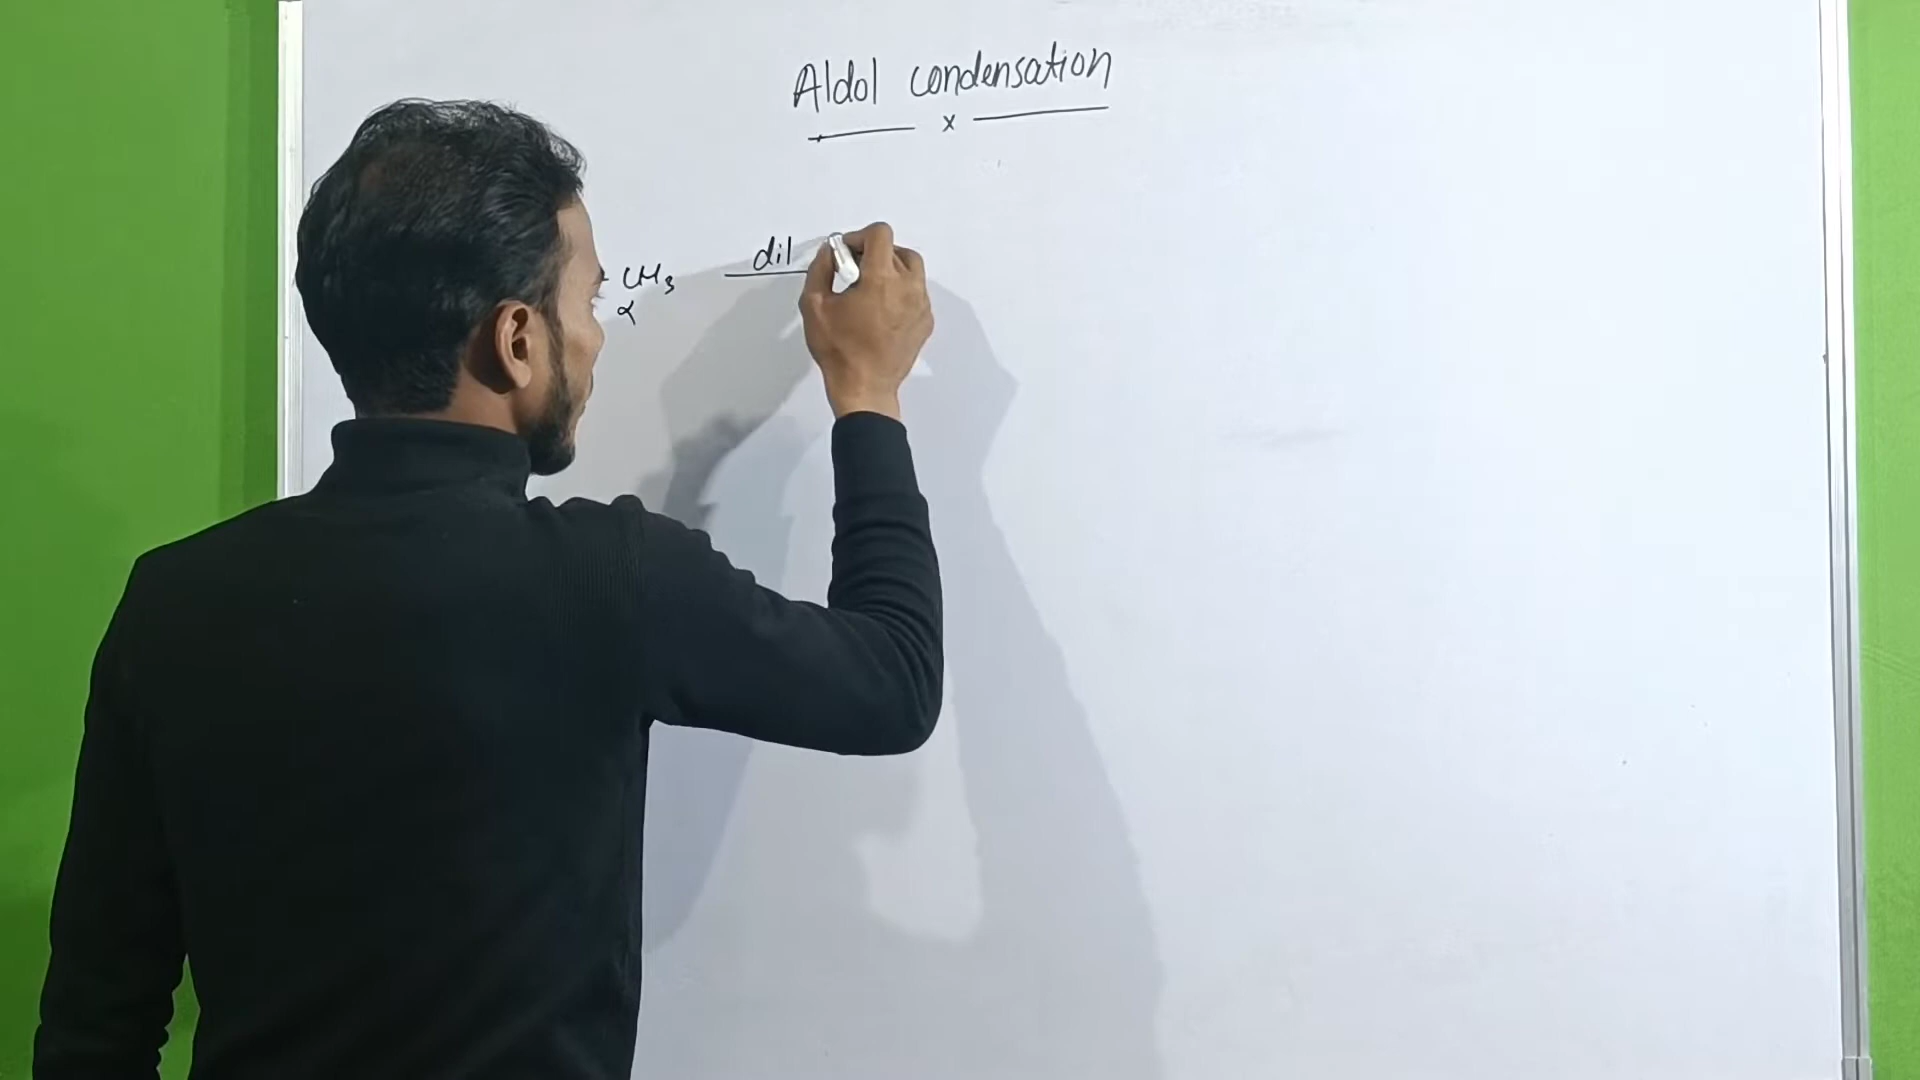 Aldol condensation
x
dil
CH3
α